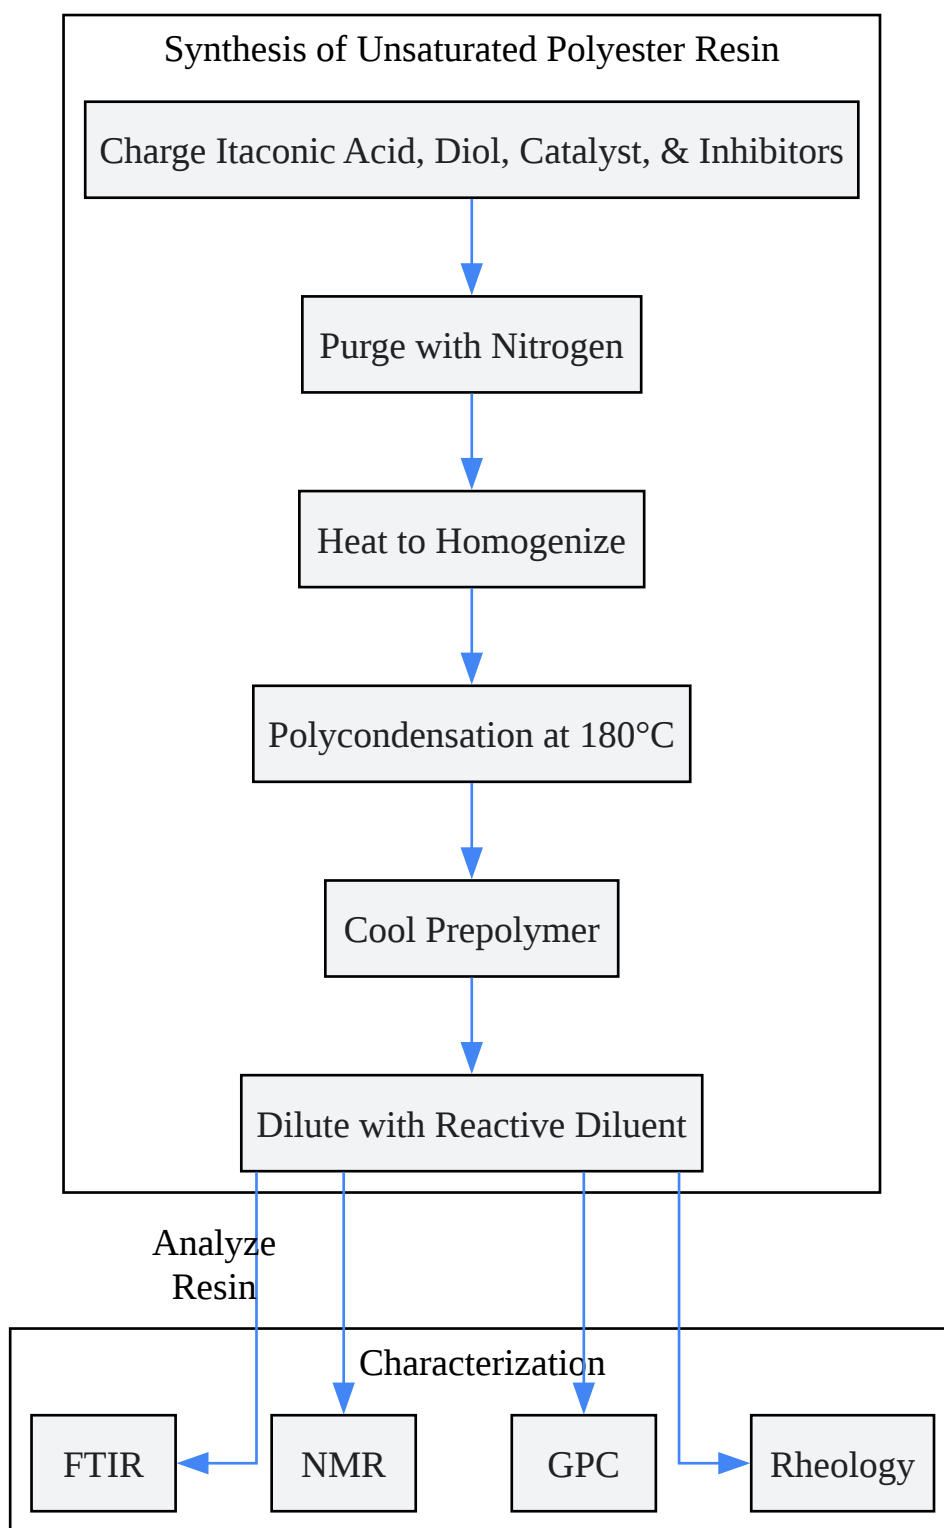 Synthesis of Unsaturated Polyester Resin
Charge Itaconic Acid, Diol, Catalyst, & Inhibitors
Purge with Nitrogen
Heat to Homogenize
Polycondensation at 180°C
Cool Prepolymer
Dilute with Reactive Diluent
Analyze
Resin
Characterization
FTIR
NMR
GPC
Rheology